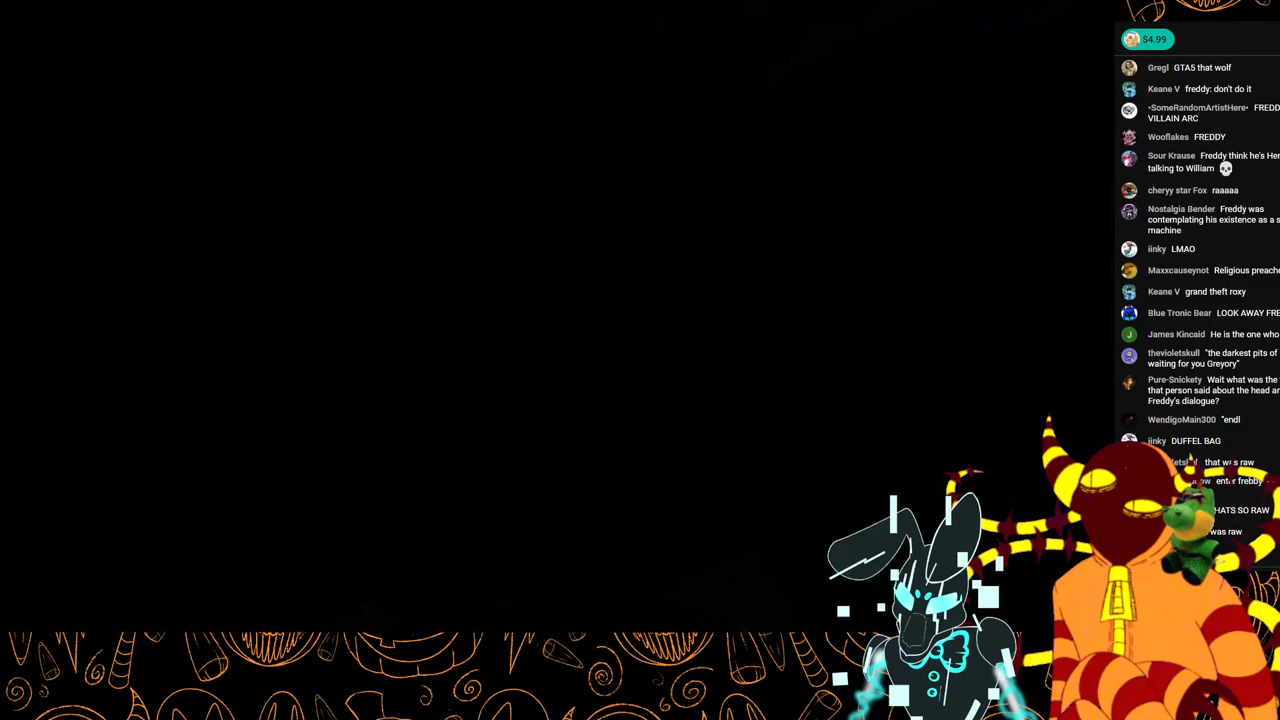 $4.99
Gregl GTA5 that wolf
Keane V freddy: don't do it
•SomeRandomArtistHere• FREDD
VILLAIN ARC
Wooflakes FREDDY
Sour Krause Freddy think he's Her
talking to William
cheryy star Fox raaaaa
Nostalgia Bender Freddy was
contemplating his existence as a s
machine
iinky LMAO
Maxxcauseynot Religious preache
Keane V grand theft roxy
Blue Tronic Bear LOOK AWAY FRE
James Kincaid He is the one who
J
thevioletskull "the darkest pits of
waiting for you Greyory"
Pure-Snickety Wait what was the
that person said about the head an
Freddy's dialogue?
WendigoMain300 "endl
iinky DUFFEL BAG
that was raw
enter frebby
HATS SO RAW
was raw